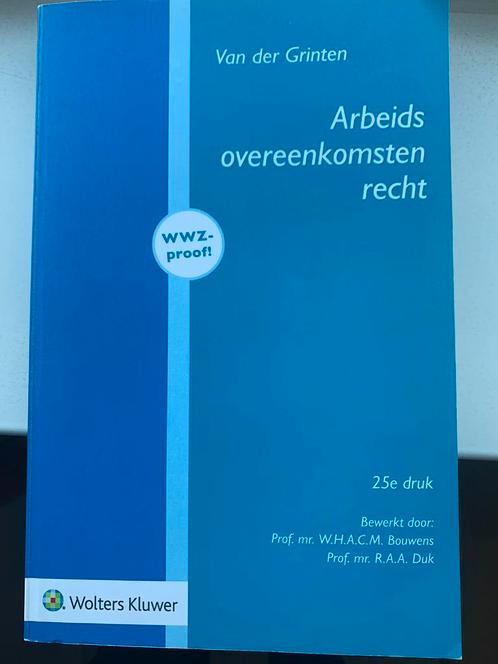 Van der Grinten
Arbeids
overeenkomsten
recht
WWZ-
proof!
25e druk
Bewerkt door:
Prof. mr. W.H.A.C.M. Bouwens
Prof. mr. R.A.A. Duk
Wolters Kluwer